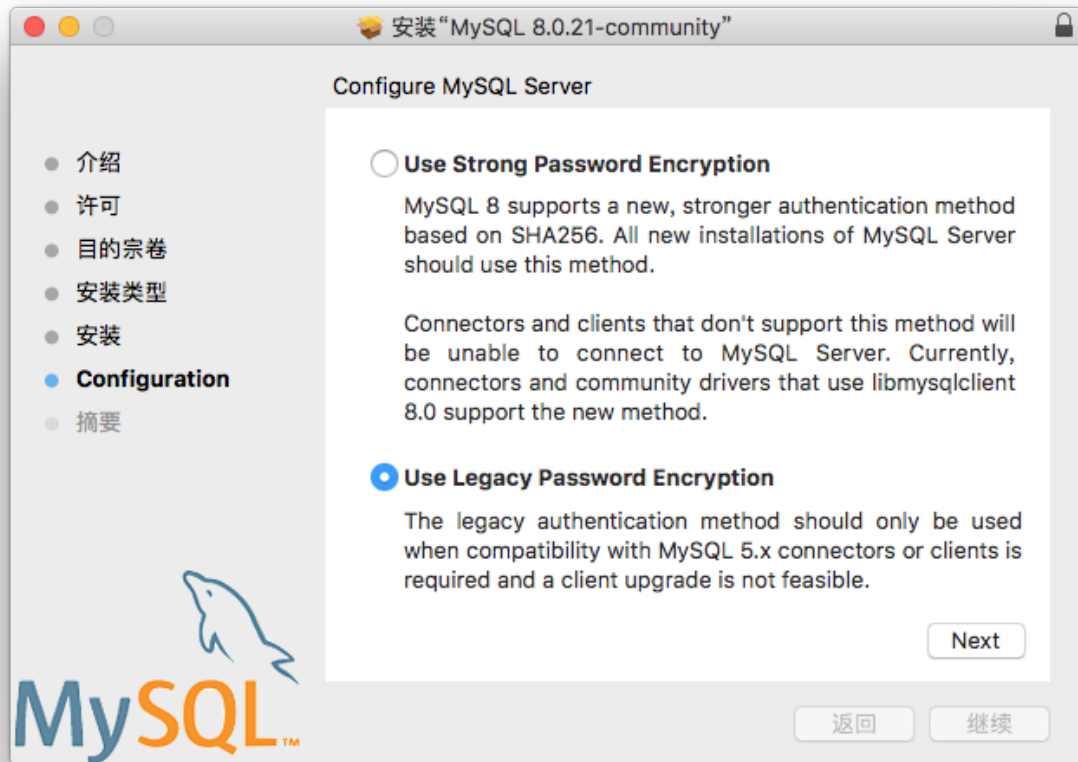 安装“MySQL 8.0.21-community”
Configure MySQL Server
介绍
许可
目的宗卷
安装类型
安装
Configuration
摘要
Use Strong Password Encryption
MySQL 8 supports a new, stronger authentication method
based on SHA256. All new installations of MySQL Server
should use this method.
Connectors and clients that don't support this method will
be unable to connect to MySQL Server. Currently,
connectors and community drivers that use libmysqlclient
8.0 support the new method.
Use Legacy Password Encryption
The legacy authentication method should only be used
when compatibility with MySQL 5.x connectors or clients is
required and a client upgrade is not feasible.
Next
MySQL™
返回
继续